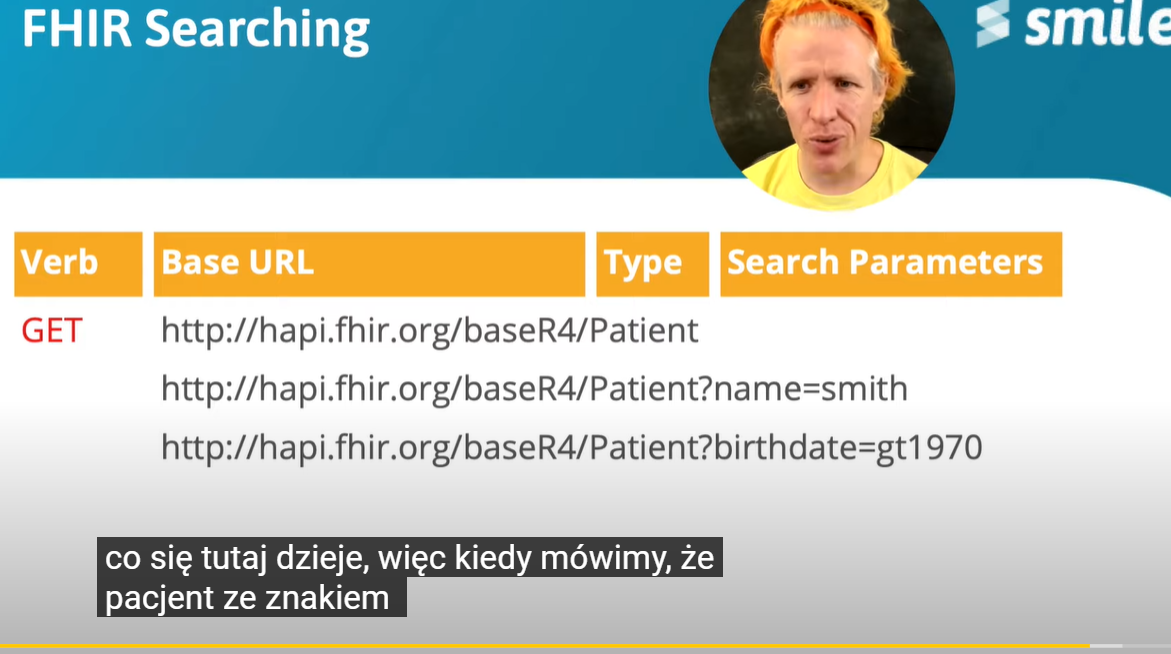 FHIR Searching
smile
Verb
Base URL
Type
Search Parameters
GET
http://hapi.fhir.org/baseR4/Patient
http://hapi.fhir.org/baseR4/Patient?name=smith
http://hapi.fhir.org/baseR4/Patient?birthdate=gt1970
co się tutaj dzieje, więc kiedy mówimy, że
pacjent ze znakiem